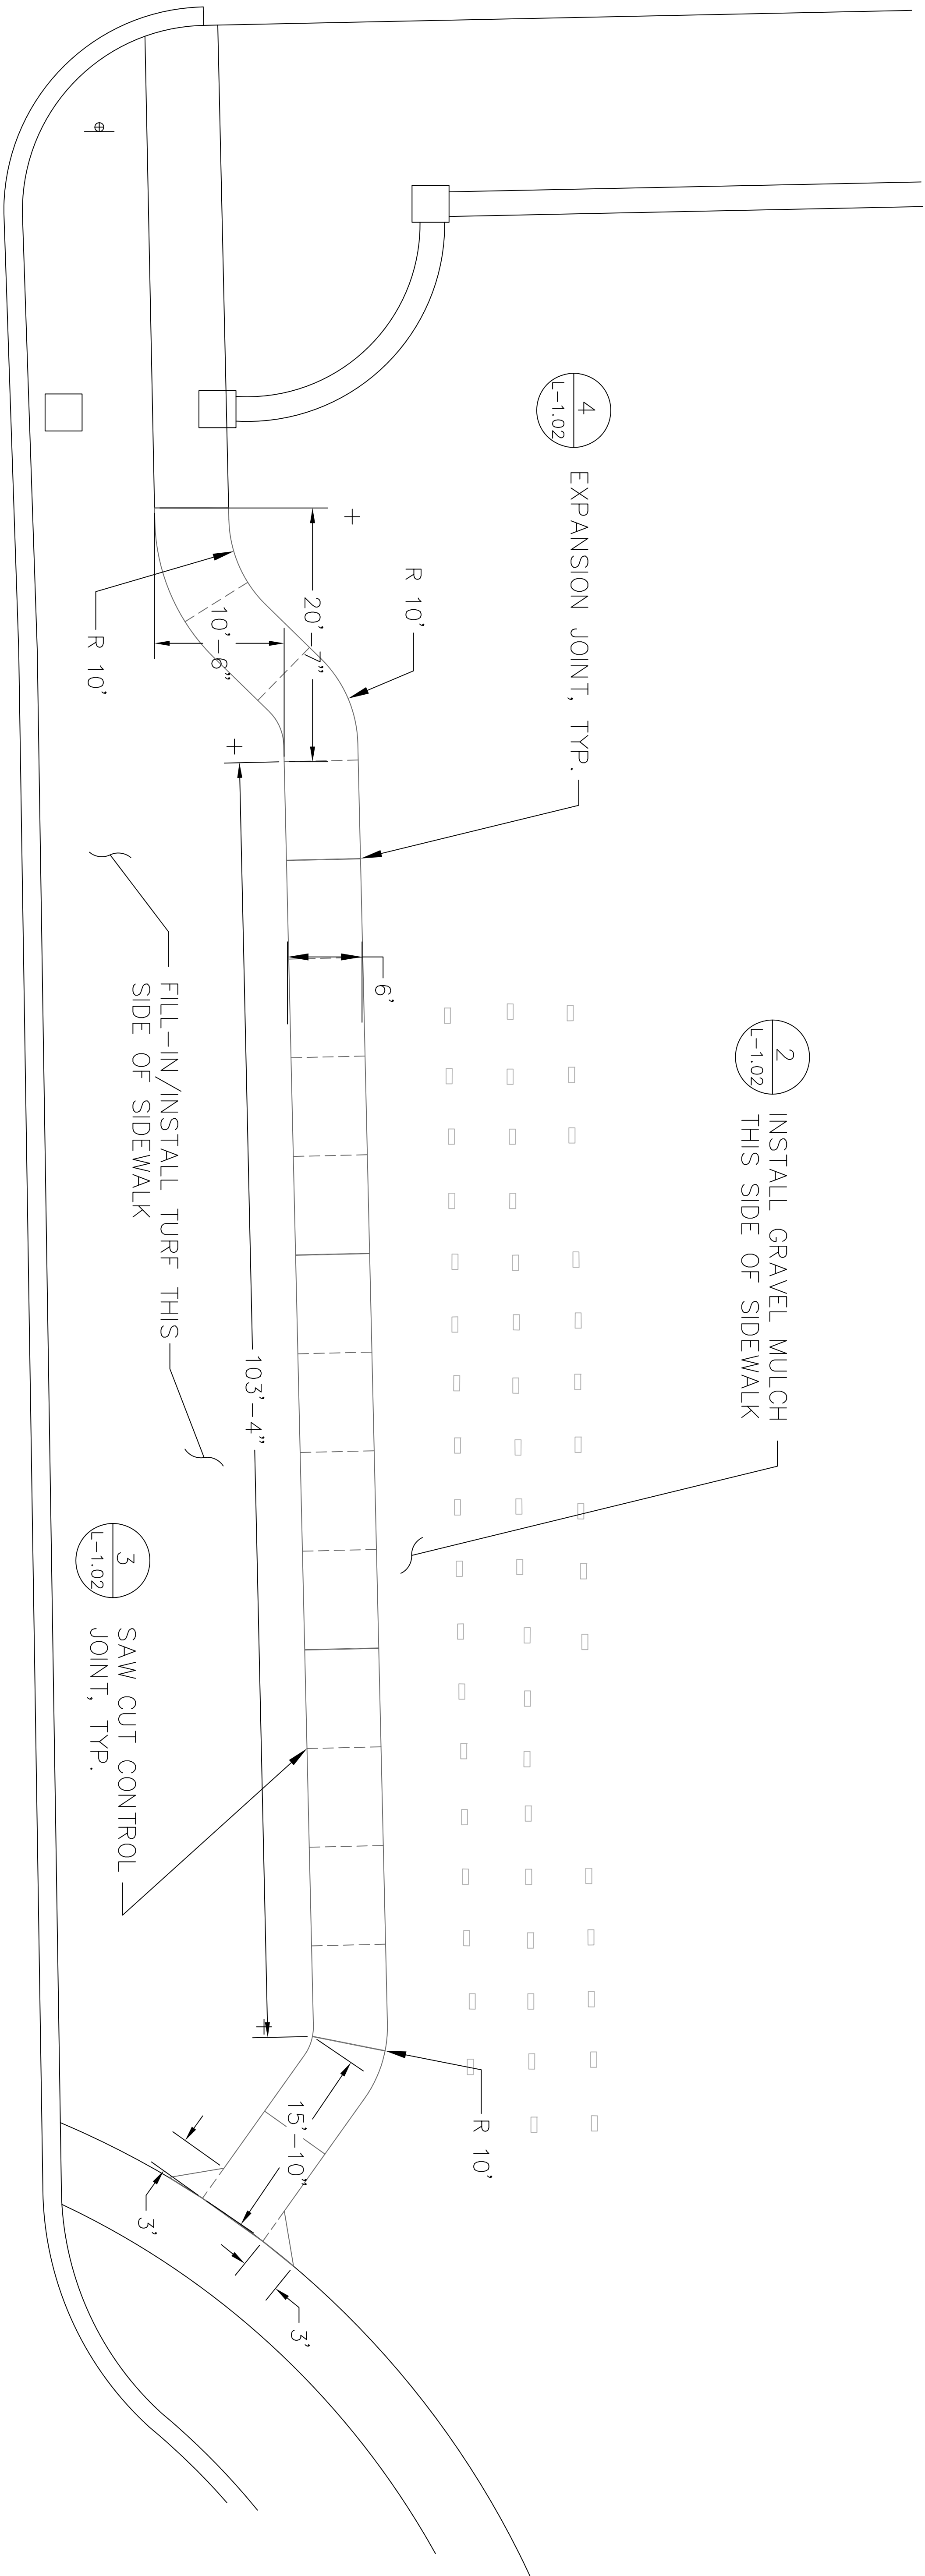 4
L-1.02
EXPANSION JOINT, TYP.
2
L-1.02
INSTALL GRAVEL MULCH
THIS SIDE OF SIDEWALK
R 10'
20'-7"
10'-6"
R 10'
6'
FILL-IN/INSTALL TURF THIS
SIDE OF SIDEWALK
103'-4"
3
L-1.02
SAW CUT CONTROL
JOINT, TYP.
R 10'
15'-10"
3'
3'